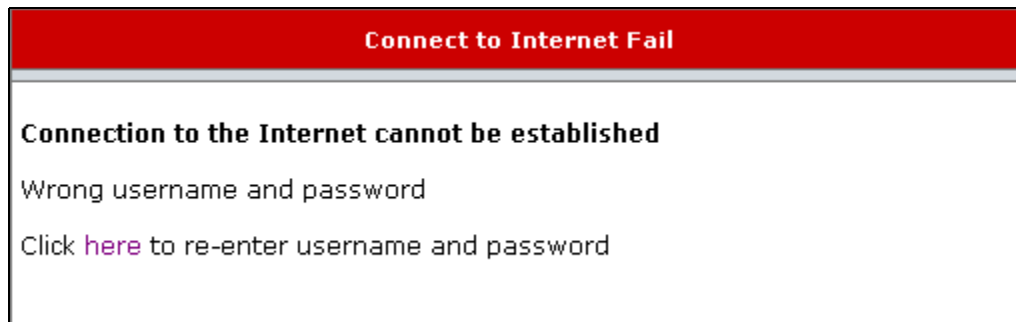 Connect to Internet Fail
Connection to the Internet cannot be established
Wrong username and password
Click here to re-enter username and password